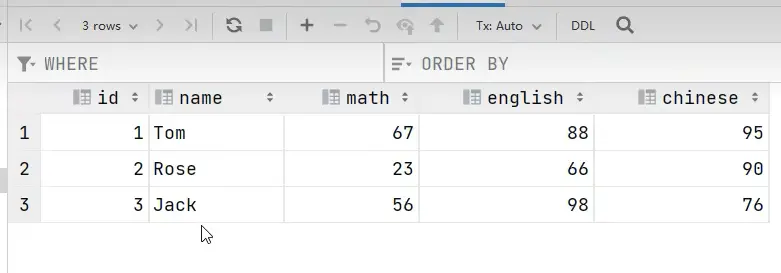 3 rows Tx: Auto DDL
WHERE ORDER BY
id name math english chinese
1 1 Tom 67 88 95
2 2 Rose 23 66 90
3 3 Jack 56 98 76